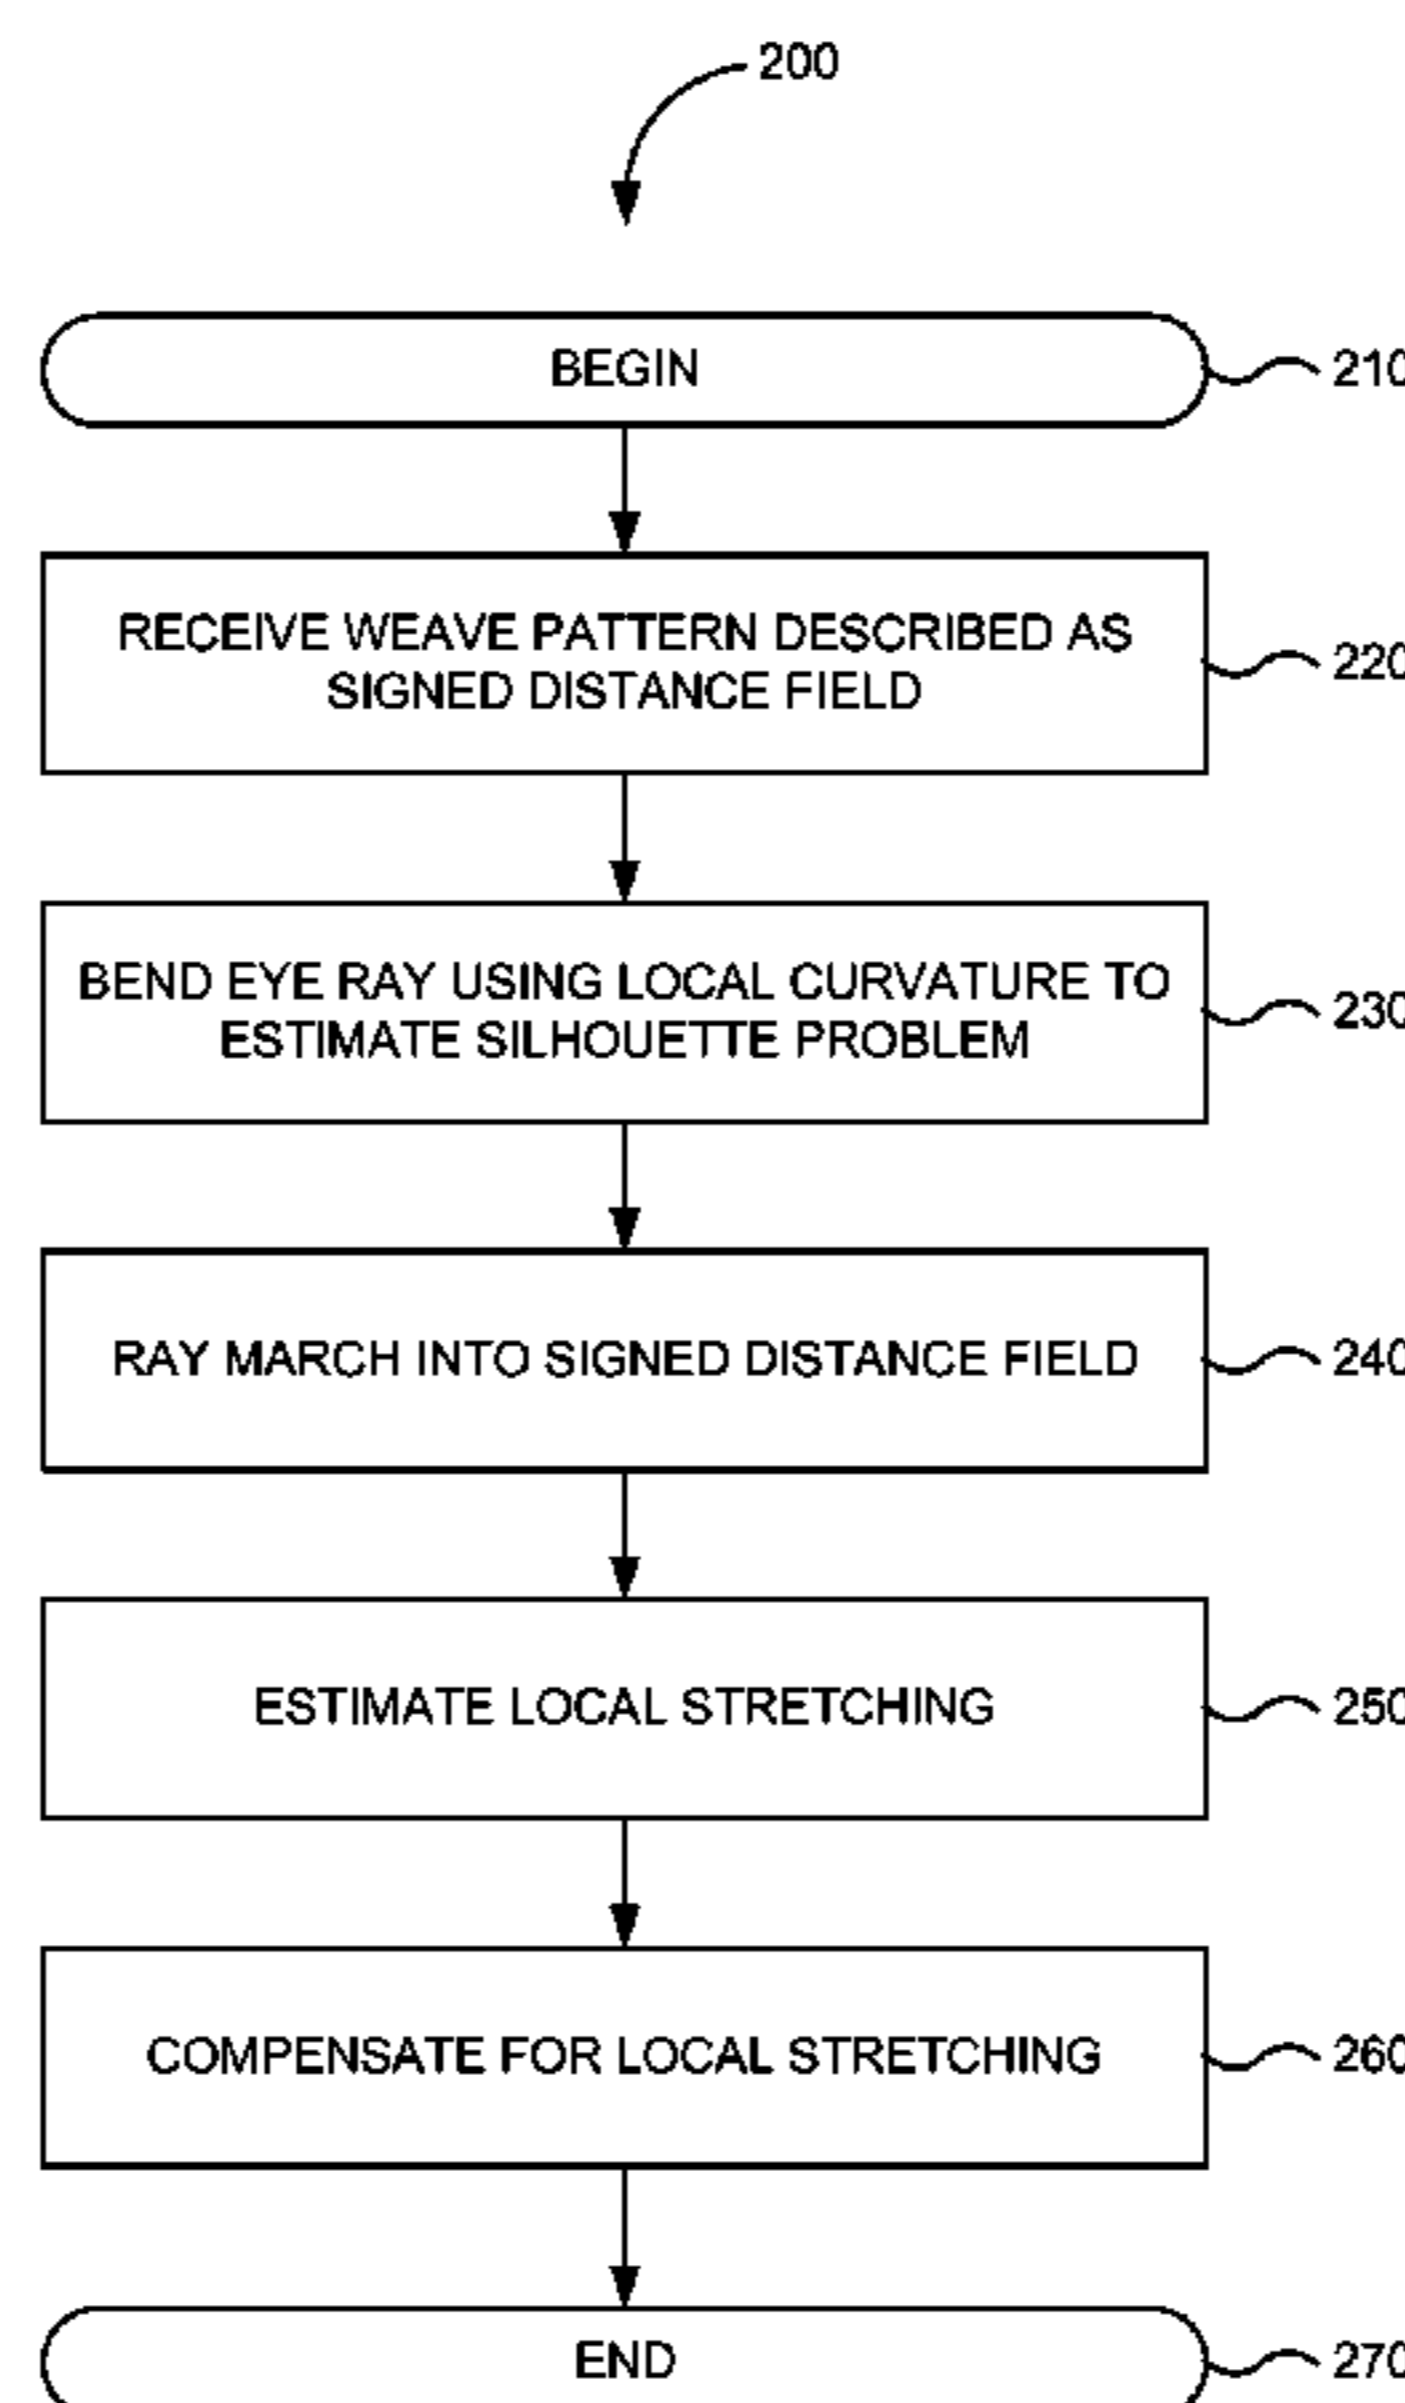 200
BEGIN
210
RECEIVE WEAVE PATTERN DESCRIBED AS
SIGNED DISTANCE FIELD
220
BEND EYE RAY USING LOCAL CURVATURE TO
ESTIMATE SILHOUETTE PROBLEM
230
RAY MARCH INTO SIGNED DISTANCE FIELD
240
ESTIMATE LOCAL STRETCHING
250
COMPENSATE FOR LOCAL STRETCHING
260
END
270